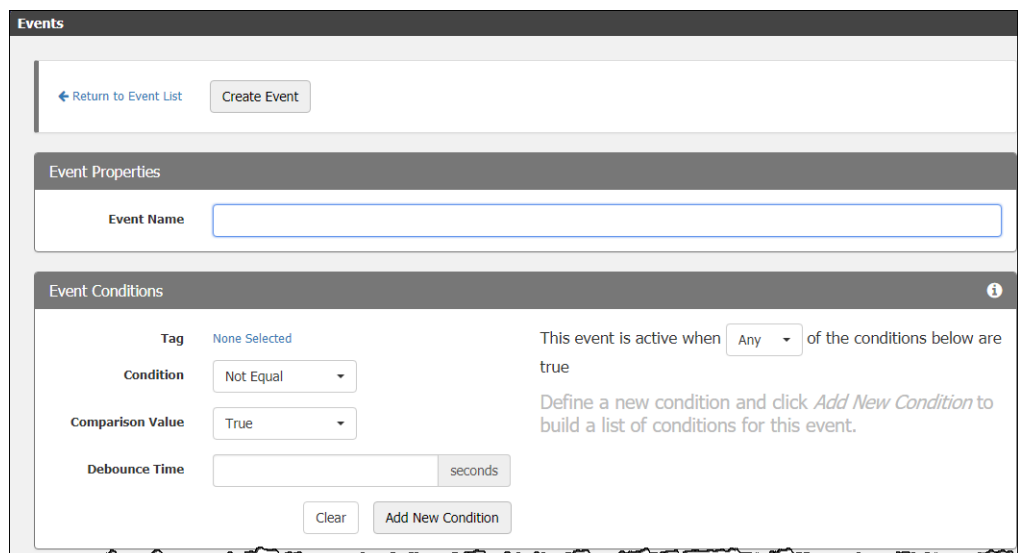 Events
Return to Event List
Create Event
Event Properties
Event Name
Event Conditions
Tag
None Selected
Condition
Not Equal
Comparison Value
True
Debounce Time
seconds
Clear
Add New Condition
This event is active when Any of the conditions below are
true
Define a new condition and click Add New Condition to
build a list of conditions for this event.